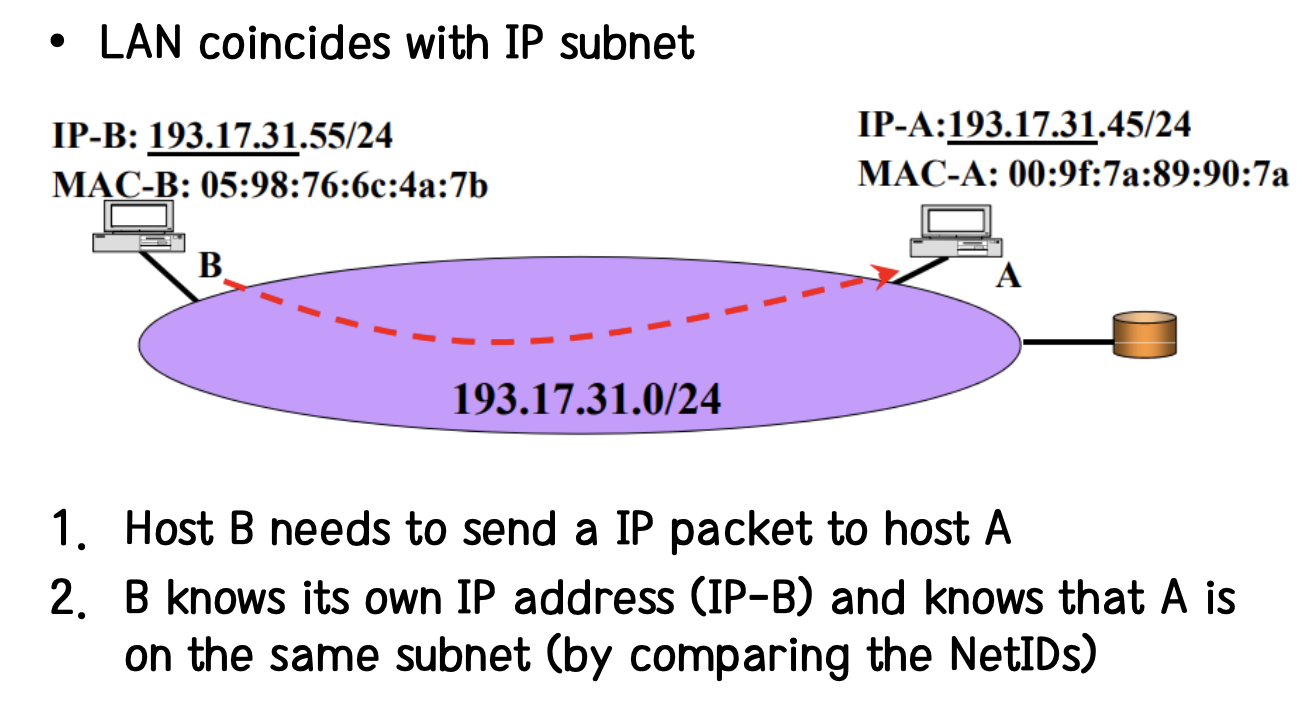 • LAN coincides with IP subnet
IP-B: 193.17.31.55/24
MAC-B: 05:98:76:6c:4a:7b
IP-A:193.17.31.45/24
MAC-A: 00:9f:7a:89:90:7a
B
A
193.17.31.0/24
1. Host B needs to send a IP packet to host A
2. B knows its own IP address (IP-B) and knows that A is
on the same subnet (by comparing the NetIDs)